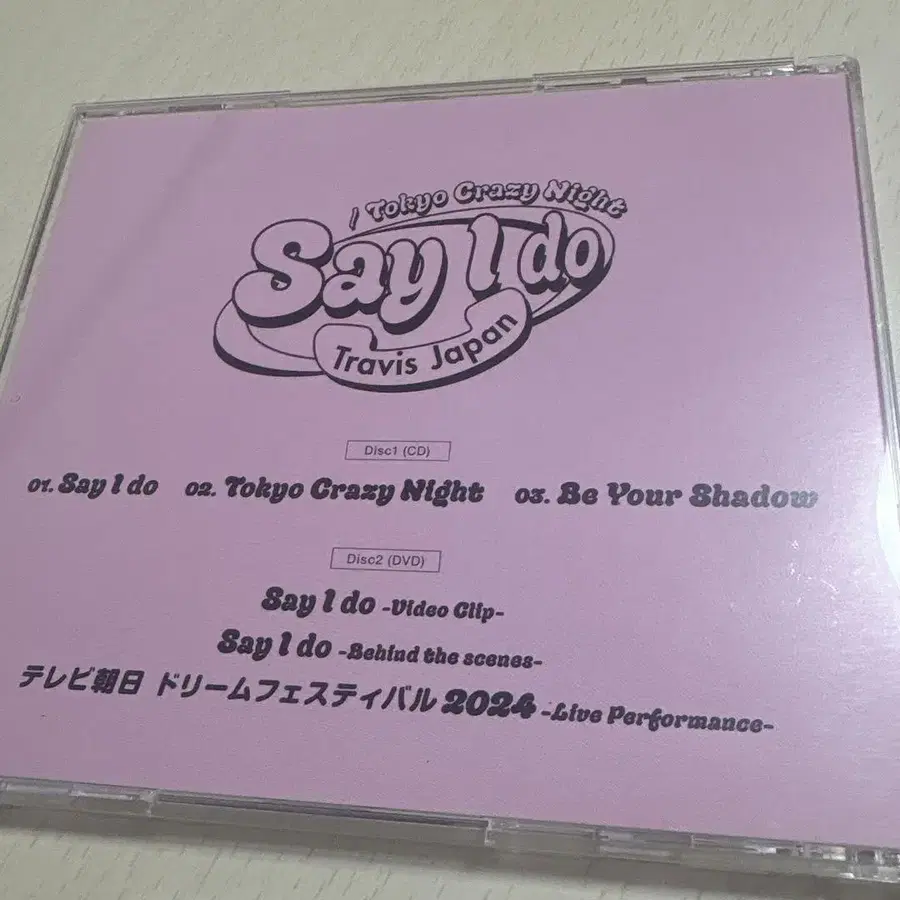 / Tokyo Crazy Night
Say I do
Travis Japan
Disc1 (CD)
01. Say I do 02. Tokyo Crazy Night 03. Be Your Shadow
Disc2 (DVD)
Say I do -Video Clip-
Say I do -Behind the scenes-
テレビ朝日 ドリームフェスティバル 2024 -Live Performance-